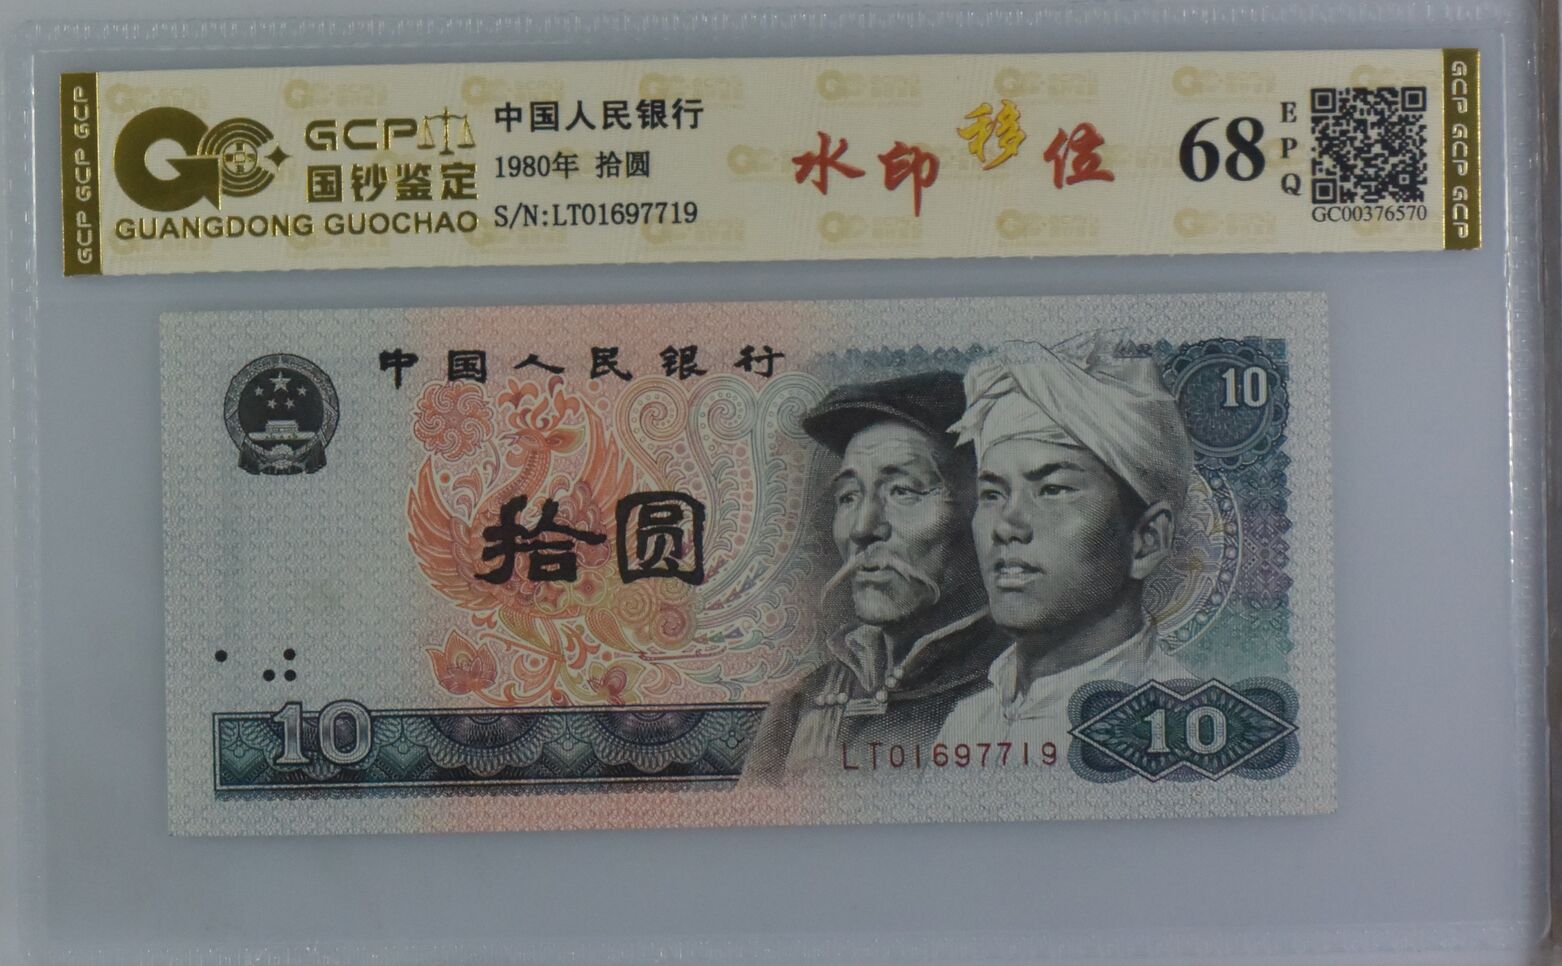 GCP GCP GCP
GCP
国钞鉴定
GUANGDONG GUOCHAO
中国人民银行
1980年 拾圆
S/N:LT01697719
水印移位
68
EPQ
GC00376570
GCP GCP GCP
中国人民银行
10
拾圆
10
LT01697719
10